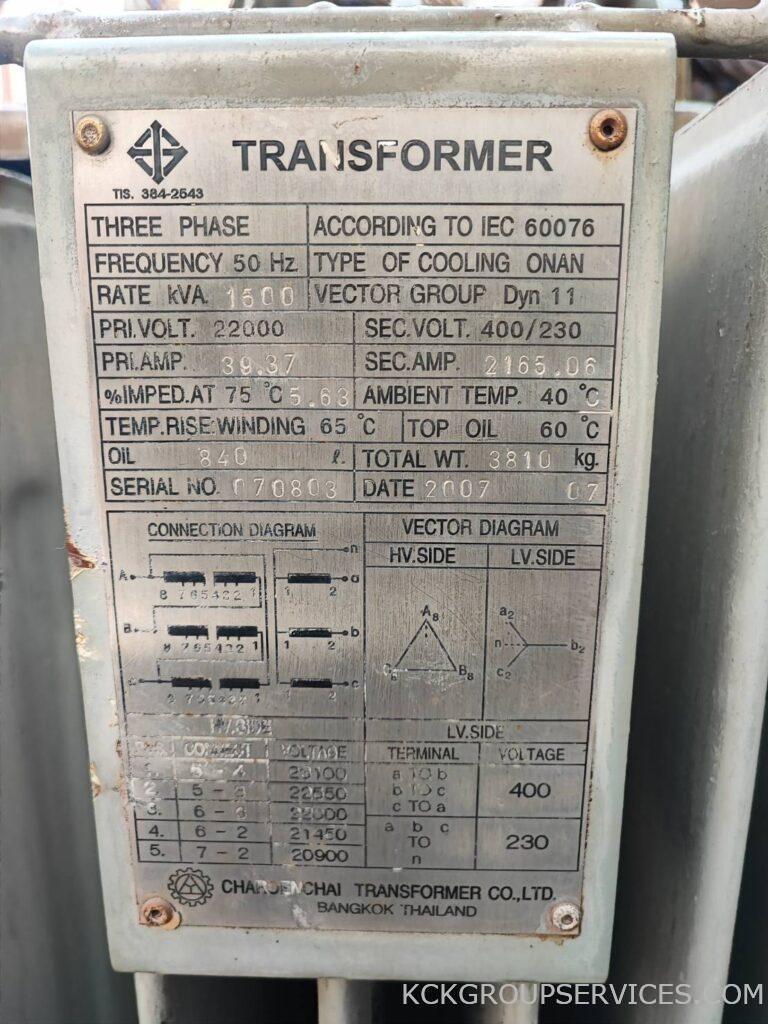 TIS. 384-2543
TRANSFORMER
THREE PHASE ACCORDING TO IEC 60076
FREQUENCY 50 Hz. TYPE OF COOLING ONAN
RATE kVA. 1500 VECTOR GROUP Dyn 11
PRI.VOLT. 22000 SEC.VOLT. 400/230
PRI.AMP. 39.37 SEC.AMP. 2165.06
%IMPED.AT 75 °C 5.63 AMBIENT TEMP. 40 °C
TEMP.RISE:WINDING 65 °C TOP OIL 60 °C
OIL 840 ℓ. TOTAL WT. 3810 kg.
SERIAL NO. 070803 DATE 2007 07
CONNECTION DIAGRAM VECTOR DIAGRAM
HV.SIDE LV.SIDE
n
A 8 7 6 5 4 3 2 1 1 2 a
B 8 7 6 5 4 3 2 1 1 2 b
1 2 c
A8 B8
a2 n b2 c2
HV.SIDE LV.SIDE
CONNECT VOLTAGE TERMINAL VOLTAGE
1. 5 - 4 23100 a TO b
2. 5 - 3 22550 b TO c 400
3. 6 - 3 22000 c TO a
4. 6 - 2 21450 a b c TO n 230
5. 7 - 2 20900
CHAROENCHAI TRANSFORMER CO.,LTD.
BANGKOK THAILAND
KCKGROUPSERVICES.COM